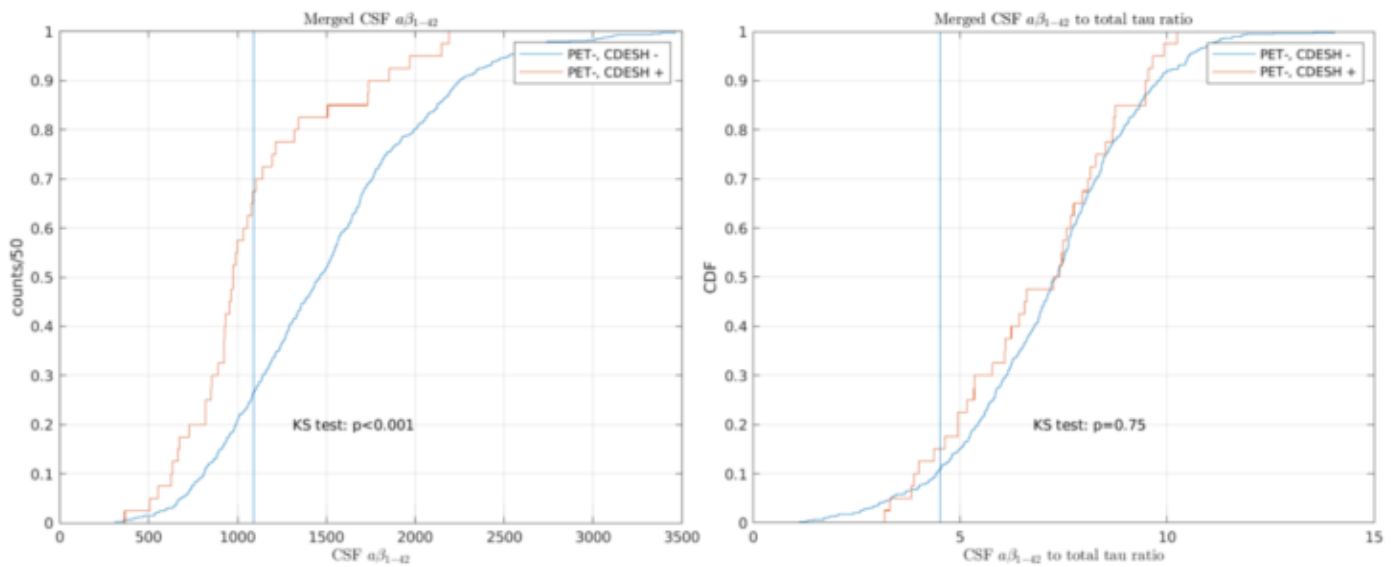 Merged CSF aβ₁₋₄₂
PET-, CDESH -
PET-, CDESH +
counts/50
1
0.9
0.8
0.7
0.6
0.5
0.4
0.3
0.2
0.1
0
KS test: p<0.001
0 500 1000 1500 2000 2500 3000 3500
CSF aβ₁₋₄₂
Merged CSF aβ₁₋₄₂ to total tau ratio
PET-, CDESH -
PET-, CDESH +
CDF
1
0.9
0.8
0.7
0.6
0.5
0.4
0.3
0.2
0.1
0
KS test: p=0.75
0 5 10 15
CSF aβ₁₋₄₂ to total tau ratio